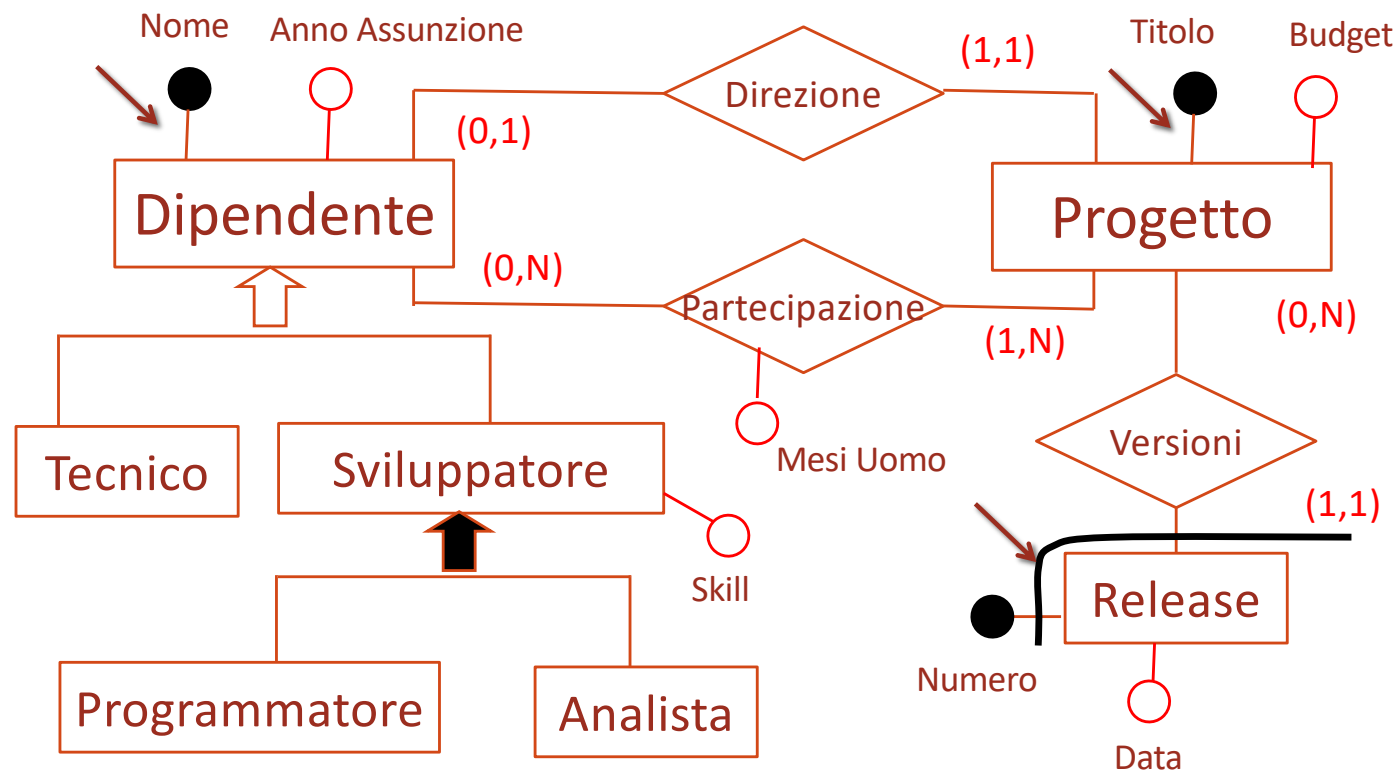 Nome
Anno Assunzione
Titolo
Budget
(1,1)
Direzione
(0,1)
Dipendente
Progetto
(0,N)
Partecipazione
(1,N)
(0,N)
Tecnico
Sviluppatore
Mesi Uomo
Versioni
(1,1)
Skill
Release
Numero
Programmatore
Analista
Data